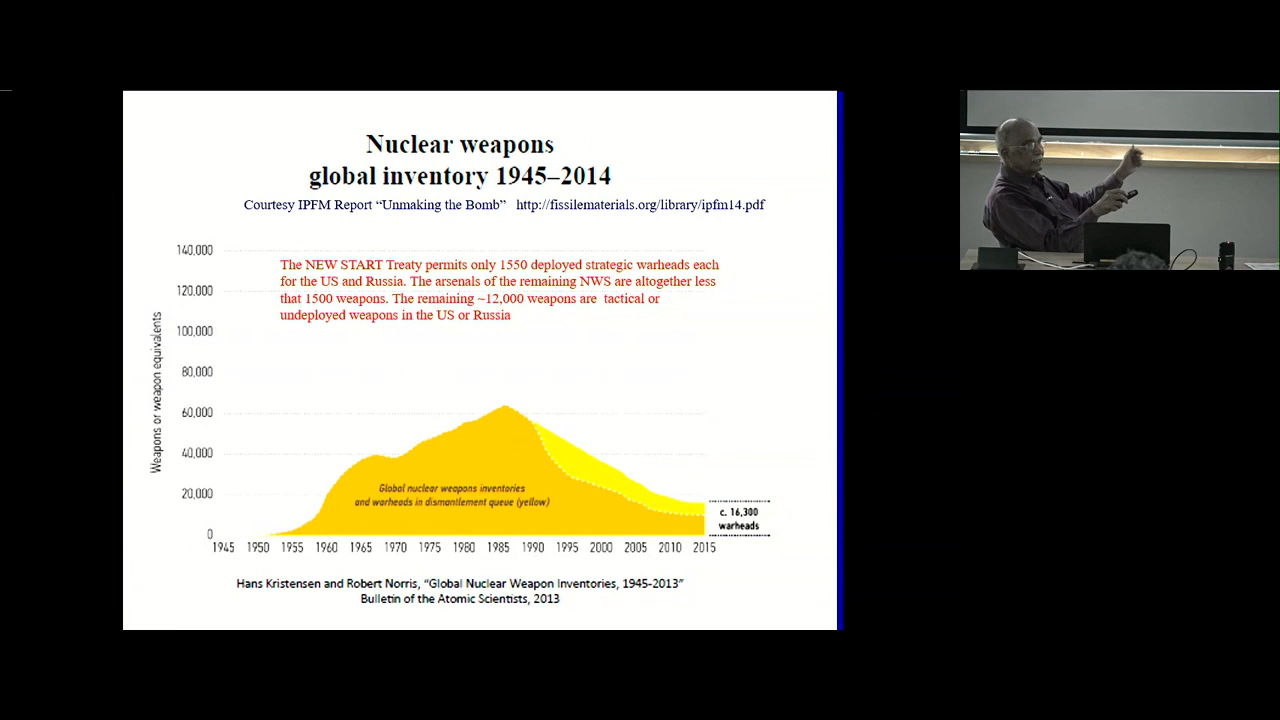 Nuclear weapons
global inventory 1945–2014
Courtesy IPFM Report “Unmaking the Bomb” http://fissilematerials.org/library/ipfm14.pdf
140,000
The NEW START Treaty permits only 1550 deployed strategic warheads each
for the US and Russia. The arsenals of the remaining NWS are altogether less
that 1500 weapons. The remaining ~12,000 weapons are tactical or
undeployed weapons in the US or Russia
120,000
100,000
80,000
60,000
40,000
20,000
0
Weapons or weapon equivalents
Global nuclear weapons inventories
and warheads in dismantlement queue (yellow)
c. 16,300
warheads
1945 1950 1955 1960 1965 1970 1975 1980 1985 1990 1995 2000 2005 2010 2015
Hans Kristensen and Robert Norris, “Global Nuclear Weapon Inventories, 1945-2013”
Bulletin of the Atomic Scientists, 2013